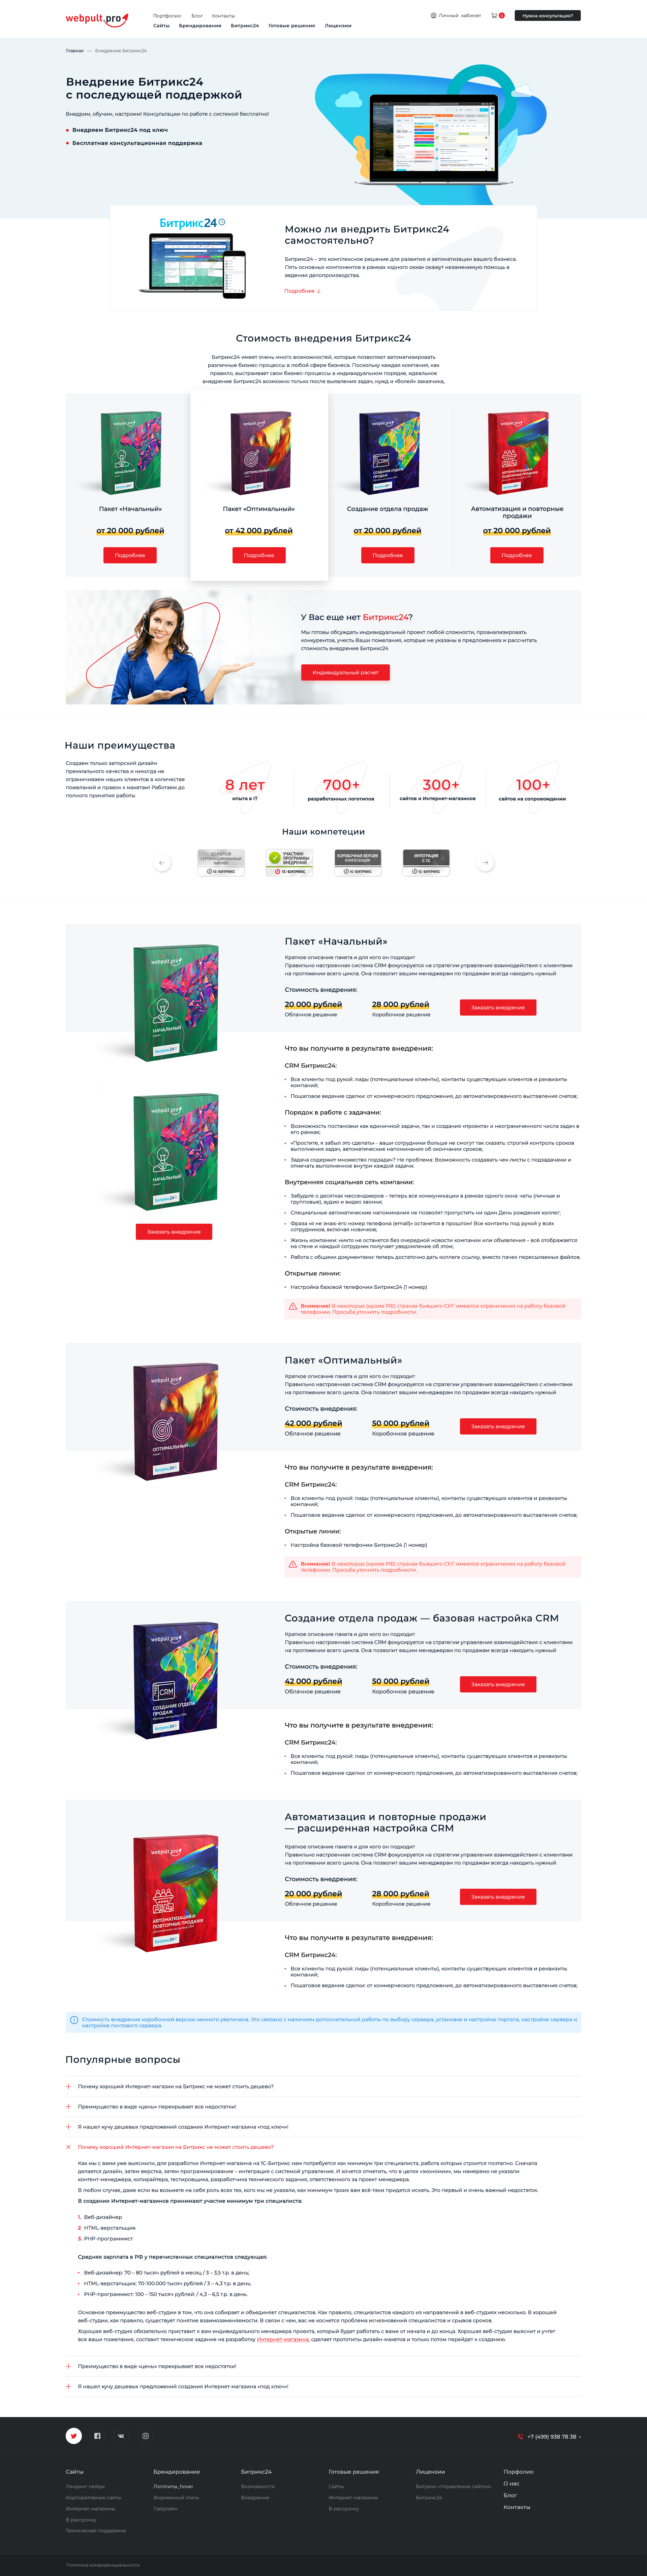 webpult.pro
Портфолио Блог Контакты
Сайты Брендирование Битрикс24 Готовые решения Лицензии
Личный кабинет
0
Нужна консультация?
Главная — Внедрение Битрикс24
Внедрение Битрикс24
с последующей поддержкой
Внедрим, обучим, настроим! Консультации по работе с системой бесплатно!
Внедряем Битрикс24 под ключ
Бесплатная консультационная поддержка
Битрикс24
Можно ли внедрить Битрикс24
самостоятельно?
Битрикс24 – это комплексное решение для развития и автоматизации вашего бизнеса.
Пять основных компонентов в рамках «одного окна» окажут незаменимую помощь в
ведении делопроизводства.
Подробнее ↓
Стоимость внедрения Битрикс24
Битрикс24 имеет очень много возможностей, которые позволяют автоматизировать
различные бизнес-процессы в любой сфере бизнеса. Поскольку каждая компания, как
правило, выстраивает свои бизнес-процессы в индивидуальном порядке, идеальное
внедрение Битрикс24 возможно только после выявления задач, нужд и «болей» заказчика,
Пакет «Начальный»
от 20 000 рублей
Подробнее
Пакет «Оптимальный»
от 42 000 рублей
Подробнее
Создание отдела продаж
от 20 000 рублей
Подробнее
Автоматизация и повторные
продажи
от 20 000 рублей
Подробнее
У Вас еще нет Битрикс24?
Мы готовы обсуждать индивидуальный проект любой сложности, проанализировать
конкурентов, учесть Ваши пожелания, которые не указаны в предложениях и рассчитать
стоимость внедрение Битрикс24
Индивидуальный расчет
Наши преимущества
Создаем только авторский дизайн
премиального качества и никогда не
ограничиваем наших клиентов в количестве
пожеланий и правок к макетам! Работаем до
полного принятия работы
8 лет
опыта в IT
700+
разработанных логотипов
300+
сайтов и Интернет-магазинов
100+
сайтов на сопровождении
Наши компетеции
ЗОЛОТОЙ
СЕРТИФИЦИРОВАННЫЙ
ПАРТНЕР
1С-БИТРИКС
УЧАСТНИК
ПРОГРАММЫ
ВНЕДРЕНИЙ
1С-БИТРИКС
КОРОБОЧНАЯ ВЕРСИЯ
КОМПЕТЕНЦИЯ
1С-БИТРИКС
ИНТЕГРАЦИЯ
С 1С
1С-БИТРИКС
Пакет «Начальный»
Краткое описание пакета и для кого он подходит
Правильно настроенная система CRM фокусируется на стратегии управления взаимодействия с клиентами
на протяжении всего цикла. Она позволит вашим менеджерам по продажам всегда находить нужный
Стоимость внедрения:
20 000 рублей
Облачное решение
28 000 рублей
Коробочное решение
Заказать внедрение
webpult.pro
НАЧАЛЬНЫЙ
Битрикс24
Что вы получите в результате внедрения:
CRM Битрикс24:
Все клиенты под рукой: лиды (потенциальные клиенты), контакты существующих клиентов и реквизиты
компаний;
Пошаговое ведение сделки: от коммерческого предложения, до автоматизированного выставления счетов;
Порядок в работе с задачами:
Возможность постановки как единичной задачи, так и создания «проекта» и неограниченного числа задач в
его рамках;
«Простите, я забыл это сделать» - ваши сотрудники больше не смогут так сказать: строгий контроль сроков
выполнения задач, автоматические напоминания об окончании сроков;
Задача содержит множество подзадач? Не проблема: Возможность создавать чек-листы с подзадачами и
отмечать выполненное внутри каждой задачи.
Внутренняя социальная сеть компании:
Забудьте о десятках мессенджеров – теперь все коммуникации в рамках одного окна: чаты (личные и
групповые), аудио и видео звонки;
Специальные автоматические напоминания не позволят пропустить ни один День рождения коллег;
Фраза «я не знаю его номер телефона (email)» останется в прошлом! Все контакты под рукой у всех
сотрудников, включая новичков;
Жизнь компании: никто не останется без очередной новости компании или объявления – всё отображается
на стене и каждый сотрудник получает уведомление об этом;
Работа с общими документами: теперь достаточно дать коллеге ссылку, вместо пачек пересылаемых файлов.
Открытые линии:
Настройка базовой телефонии Битрикс24 (1 номер)
Внимание! В некоторых (кроме РФ) странах бывшего СНГ имеются ограничения на работу базовой
телефонии. Просьба уточнять подробности.
webpult.pro
НАЧАЛЬНЫЙ
Битрикс24
Заказать внедрение
Пакет «Оптимальный»
Краткое описание пакета и для кого он подходит
Правильно настроенная система CRM фокусируется на стратегии управления взаимодействия с клиентами
на протяжении всего цикла. Она позволит вашим менеджерам по продажам всегда находить нужный
Стоимость внедрения:
42 000 рублей
Облачное решение
50 000 рублей
Коробочное решение
Заказать внедрение
webpult.pro
ОПТИМАЛЬНЫЙ
Битрикс24
Что вы получите в результате внедрения:
CRM Битрикс24:
Все клиенты под рукой: лиды (потенциальные клиенты), контакты существующих клиентов и реквизиты
компаний;
Пошаговое ведение сделки: от коммерческого предложения, до автоматизированного выставления счетов;
Открытые линии:
Настройка базовой телефонии Битрикс24 (1 номер)
Внимание! В некоторых (кроме РФ) странах бывшего СНГ имеются ограничения на работу базовой
телефонии. Просьба уточнять подробности.
Создание отдела продаж — базовая настройка CRM
Краткое описание пакета и для кого он подходит
Правильно настроенная система CRM фокусируется на стратегии управления взаимодействия с клиентами
на протяжении всего цикла. Она позволит вашим менеджерам по продажам всегда находить нужный
Стоимость внедрения:
42 000 рублей
Облачное решение
50 000 рублей
Коробочное решение
Заказать внедрение
webpult.pro
CRM
СОЗДАНИЕ ОТДЕЛА
ПРОДАЖ
Битрикс24
Что вы получите в результате внедрения:
CRM Битрикс24:
Все клиенты под рукой: лиды (потенциальные клиенты), контакты существующих клиентов и реквизиты
компаний;
Пошаговое ведение сделки: от коммерческого предложения, до автоматизированного выставления счетов;
Автоматизация и повторные продажи
— расширенная настройка CRM
Краткое описание пакета и для кого он подходит
Правильно настроенная система CRM фокусируется на стратегии управления взаимодействия с клиентами
на протяжении всего цикла. Она позволит вашим менеджерам по продажам всегда находить нужный
Стоимость внедрения:
20 000 рублей
Облачное решение
28 000 рублей
Коробочное решение
Заказать внедрение
webpult.pro
АВТОМАТИЗАЦИЯ И
ПОВТОРНЫЕ ПРОДАЖИ
Битрикс24
Что вы получите в результате внедрения:
CRM Битрикс24:
Все клиенты под рукой: лиды (потенциальные клиенты), контакты существующих клиентов и реквизиты
компаний;
Пошаговое ведение сделки: от коммерческого предложения, до автоматизированного выставления счетов;
Стоимость внедрения коробочной версии немного увеличена. Это связано с наличием дополнительной работы по выбору сервера, установке и настройке портала, настройке сервера и
настройке почтового сервера.
Популярные вопросы
Почему хороший Интернет-магазин на Битрикс не может стоить дешево?
Преимущество в виде «цены» перекрывает все недостатки!
Я нашел кучу дешевых предложений создания Интернет-магазина «под ключ»!
Почему хороший Интернет-магазин на Битрикс не может стоить дешево?
Как мы с вами уже выяснили, для разработки Интернет-магазина на 1С-Битрикс нам потребуется как минимум три специалиста, работа которых строится поэтапно. Сначала
делается дизайн, затем верстка, затем программирование – интеграция с системой управления. И хочется отметить, что в целях «экономии», мы намерено не указали
контент-менеджера, копирайтера, тестировщика, разработчика технического задания, ответственного за проект менеджера.
В любом случае, даже если вы возьмете на себя роль всех тех, кого мы не указали, как минимум троих вам всё-таки придется искать. Это первый и очень важный недостаток.
В создании Интернет-магазинов принимают участие минимум три специалиста:
1. Веб-дизайнер
2. HTML-верстальщик
3. PHP-программист
Средняя зарплата в РФ у перечисленных специалистов следующая:
Веб-дизайнер: 70 – 80 тысяч рублей в месяц / 3 – 3,5 т.р. в день;
HTML-верстальщик: 70-100.000 тысяч рублей / 3 – 4,3 т.р. в день;
PHP-программист: 100 – 150 тысяч рублей: / 4,3 – 6,5 т.р. в день.
Основное преимущество веб-студии в том, что она собирает и объединяет специалистов. Как правило, специалистов каждого из направлений в веб-студиях несколько. В хорошей
веб-студии, как правило, существует понятие взаимозаменяемости. В связи с чем, вас не коснется проблема исчезновений специалистов и срывов сроков.
Хорошая веб-студия обязательно приставит к вам индивидуального менеджера проекта, который будет работать с вами от начала и до конца. Хорошая веб-студия выяснит и учтет
все ваши пожелания, составит техническое задание на разработку Интернет-магазина, сделает прототипы дизайн-макетов и только потом перейдет к созданию.
Преимущество в виде «цены» перекрывает все недостатки!
Я нашел кучу дешевых предложений создания Интернет-магазина «под ключ»!
+7 (499) 938 78 38
Сайты
Лендинг пейдж
Корпоративные сайты
Интернет-магазины
В рассрочку
Техническая поддержка
Брендирование
Логотипы_hover
Фирменный стиль
Гайдлайн
Битрикс24
Возможности
Внедрение
Готовые решения
Сайты
Интернет-магазины
В рассрочку
Лицензии
Битрикс «Управление сайтом»
Битрикс24
Порфолио
О нас
Блог
Контакты
Политика конфиденциальности